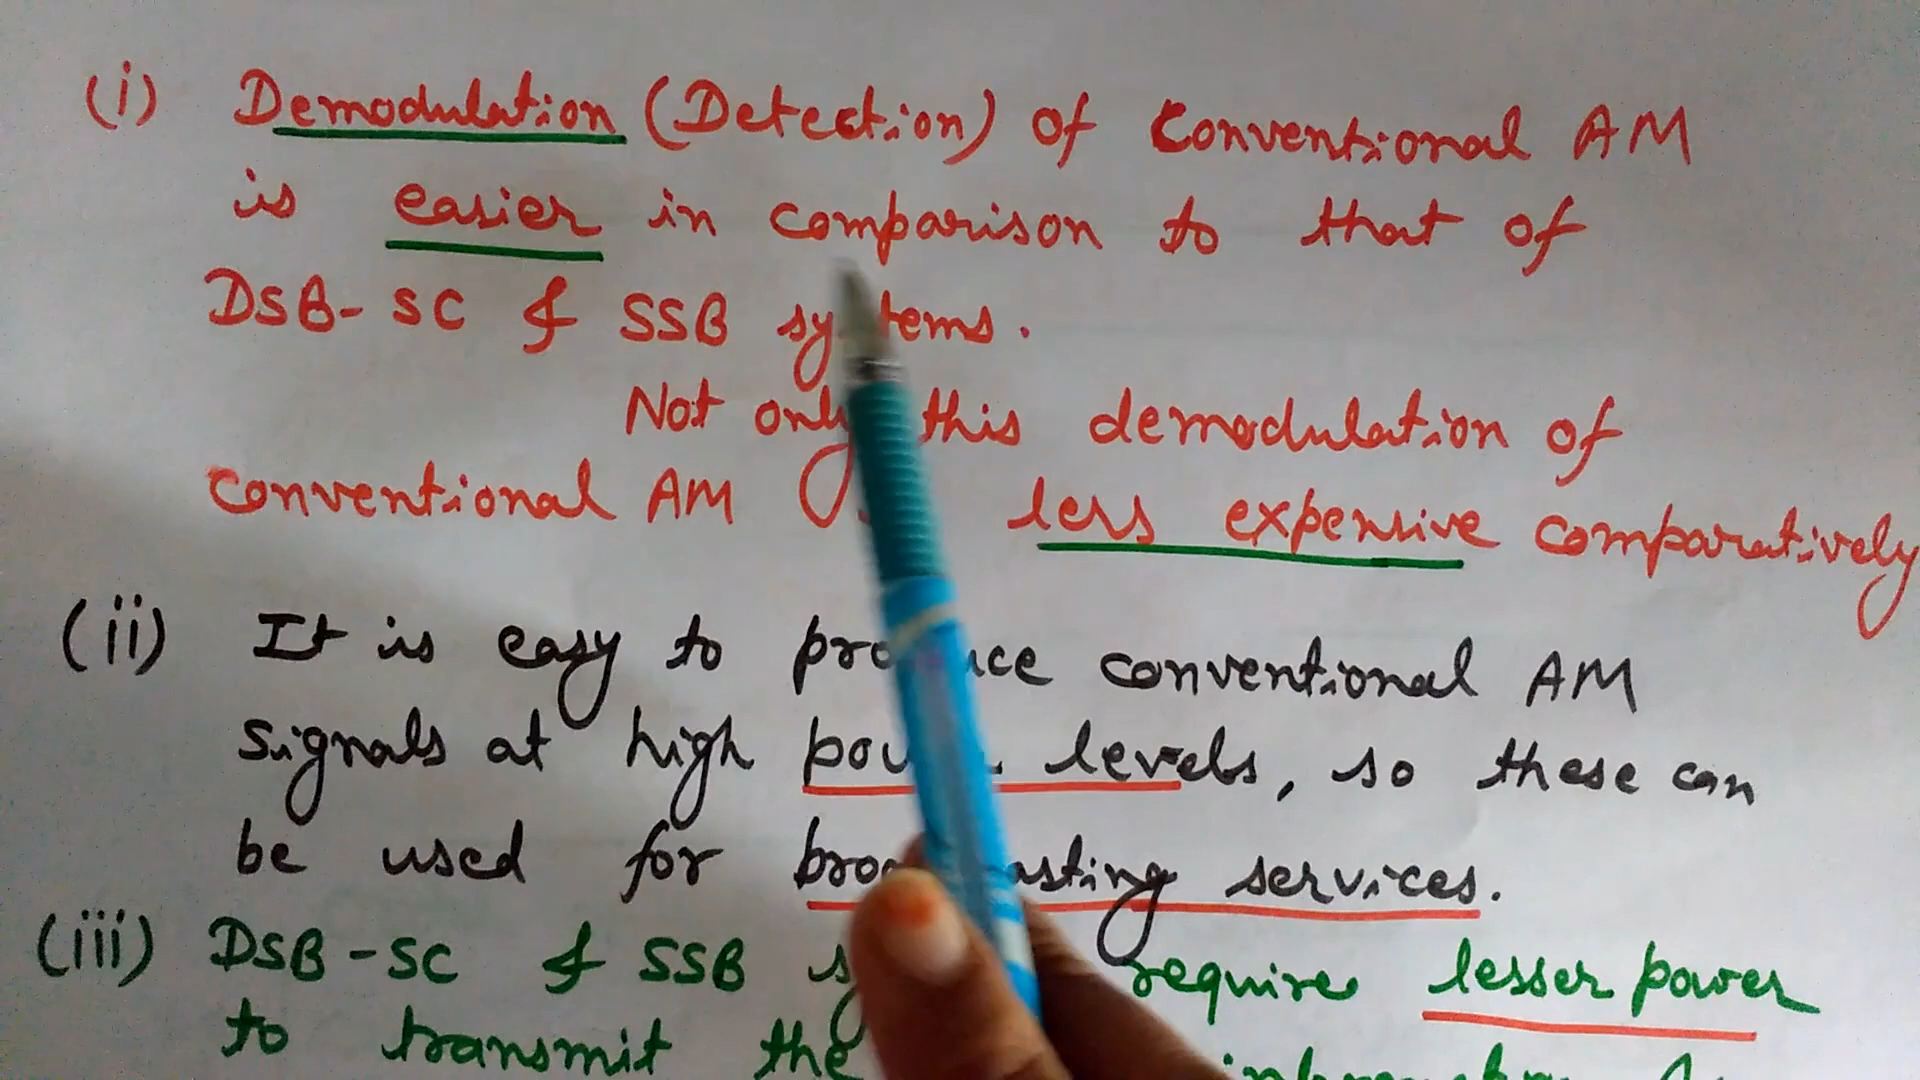 (i) Demodulation (Detection) of Conventional AM
is easier in comparison to that of
DSB-SC & SSB systems.
Not only this demodulation of
conventional AM less expensive comparatively
(ii) It is easy to produce conventional AM
signals at high power levels, so these can
be used for broadcasting services.
(iii) DSB-SC & SSB require lesser power
to transmit the